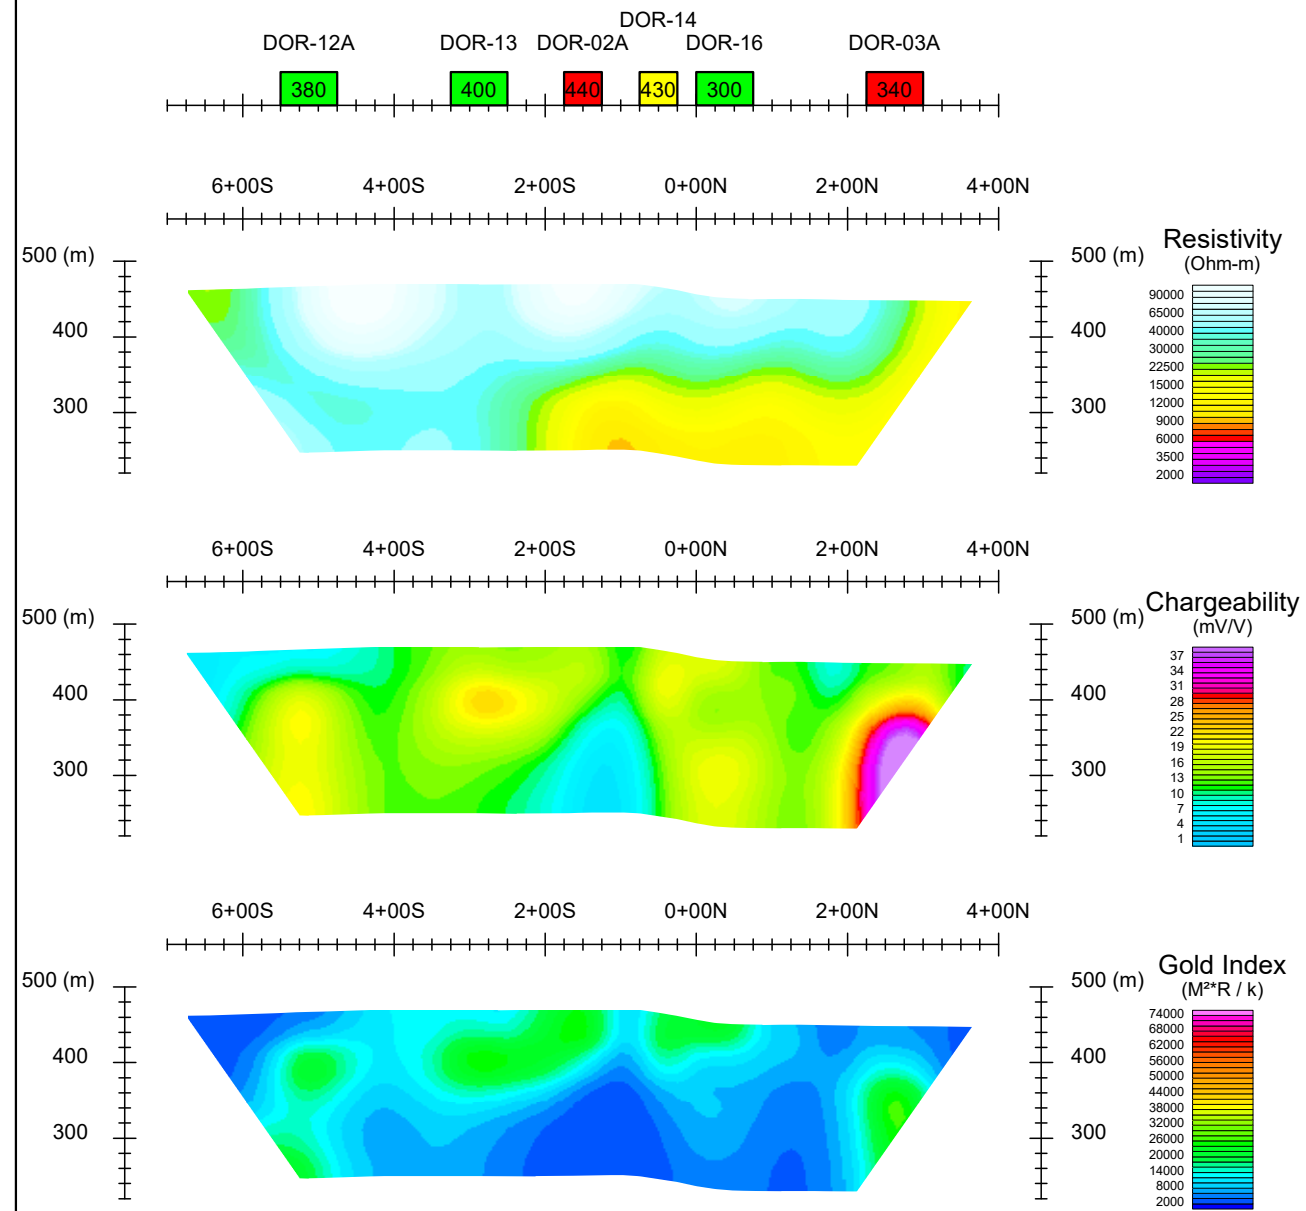 DOR-14
DOR-12A DOR-13 DOR-02A DOR-16 DOR-03A
380 400 440 430 300 340
6+00S 4+00S 2+00S 0+00N 2+00N 4+00N
500 (m) 500 (m)
400 400
300 300
Resistivity
(Ohm-m)
90000
65000
40000
30000
22500
15000
12000
9000
6000
3500
2000
6+00S 4+00S 2+00S 0+00N 2+00N 4+00N
500 (m) 500 (m)
400 400
300 300
Chargeability
(mV/V)
37
34
31
28
25
22
19
16
13
10
7
4
1
6+00S 4+00S 2+00S 0+00N 2+00N 4+00N
500 (m) 500 (m)
400 400
300 300
Gold Index
(M²*R / k)
74000
68000
62000
56000
50000
44000
38000
32000
26000
20000
14000
8000
2000